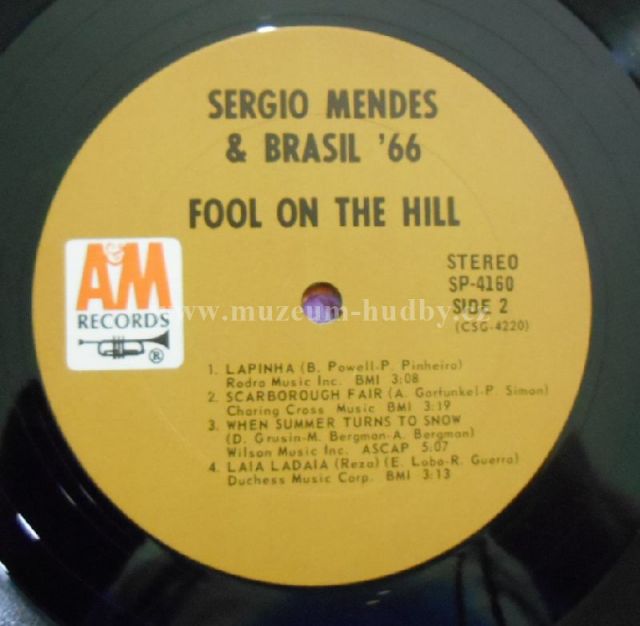 SERGIO MENDES
& BRASIL '66
FOOL ON THE HILL
A&M
RECORDS
®
STEREO
SP-4160
SIDE 2
(CSG-4220)
www.muzeum-hudby.cz
1. LAPINHA (B. Powell-P. Pinheiro)
Rodra Music Inc. BMI 3:08
2. SCARBOROUGH FAIR (A. Garfunkel-P. Simon)
Charing Cross Music BMI 3:19
3. WHEN SUMMER TURNS TO SNOW
(D. Grusin-M. Bergman-A. Bergman)
Wilson Music Inc. ASCAP 5:07
4. LAIA LADAIA (Reza) (E. Lobo-R. Guerra)
Duchess Music Corp. BMI 3:13